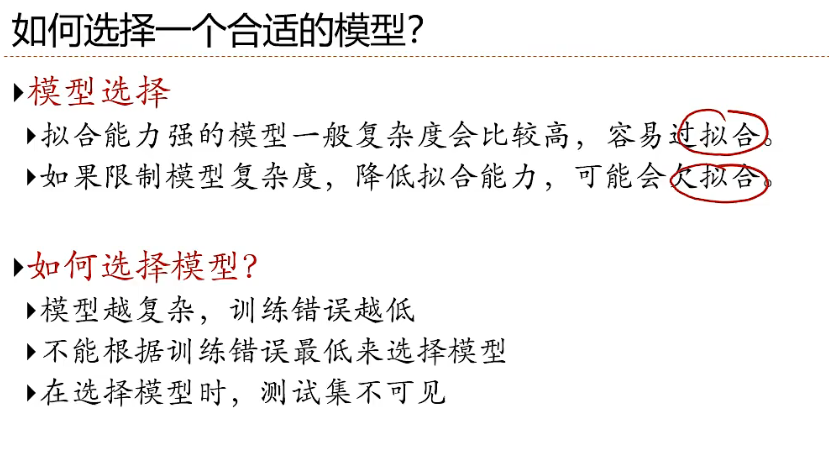 如何选择一个合适的模型？
模型选择
拟合能力强的模型一般复杂度会比较高，容易过拟合。
如果限制模型复杂度，降低拟合能力，可能会欠拟合。
如何选择模型？
模型越复杂，训练错误越低
不能根据训练错误最低来选择模型
在选择模型时，测试集不可见